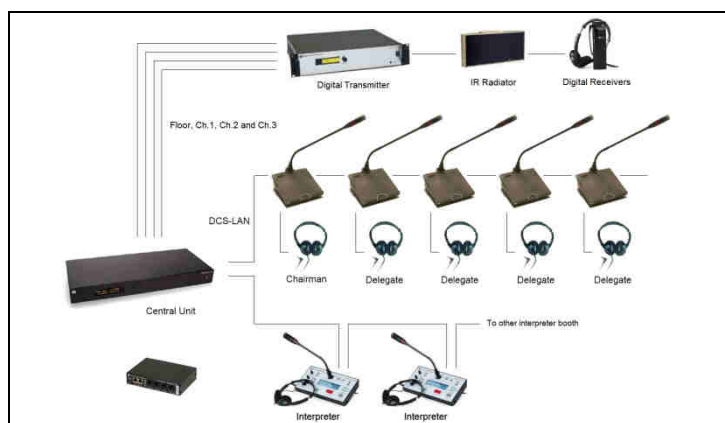 Digital Transmitter
IR Radiator
Digital Receivers
Floor, Ch.1, Ch.2 and Ch.3
DCS-LAN
Chairman
Delegate
Delegate
Delegate
Delegate
Central Unit
To other interpreter booth
Interpreter
Interpreter